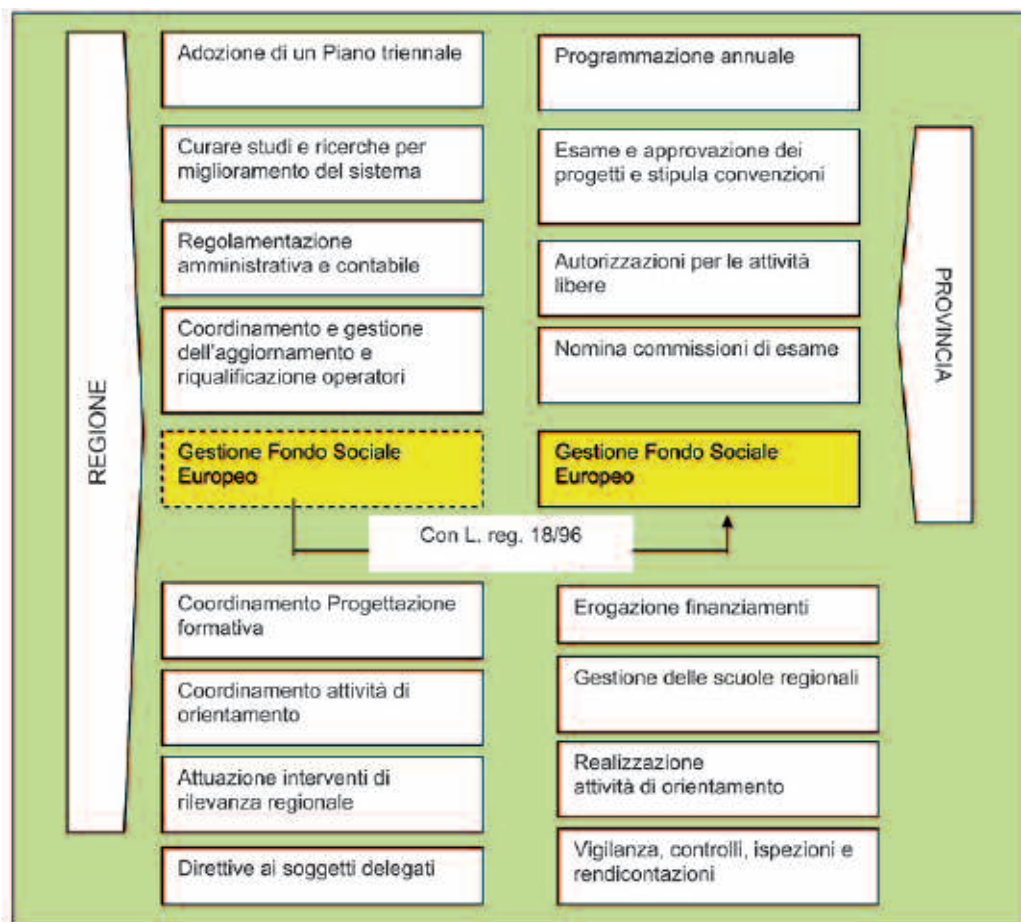 REGIONE
Adozione di un Piano triennale
Curare studi e ricerche per
miglioramento del sistema
Regolamentazione
amministrativa e contabile
Coordinamento e gestione
dell'aggiornamento e
riqualificazione operatori
Gestione Fondo Sociale
Europeo
Coordinamento Progettazione
formativa
Coordinamento attività di
orientamento
Attuazione interventi di
rilevanza regionale
Direttive ai soggetti delegati
Con L. reg. 18/96
Programmazione annuale
Esame e approvazione dei
progetti e stipula convenzioni
Autorizzazioni per le attività
libere
Nomina commissioni di esame
Gestione Fondo Sociale
Europeo
Erogazione finanziamenti
Gestione delle scuole regionali
Realizzazione
attività di orientamento
Vigilanza, controlli, ispezioni e
rendicontazioni
PROVINCIA